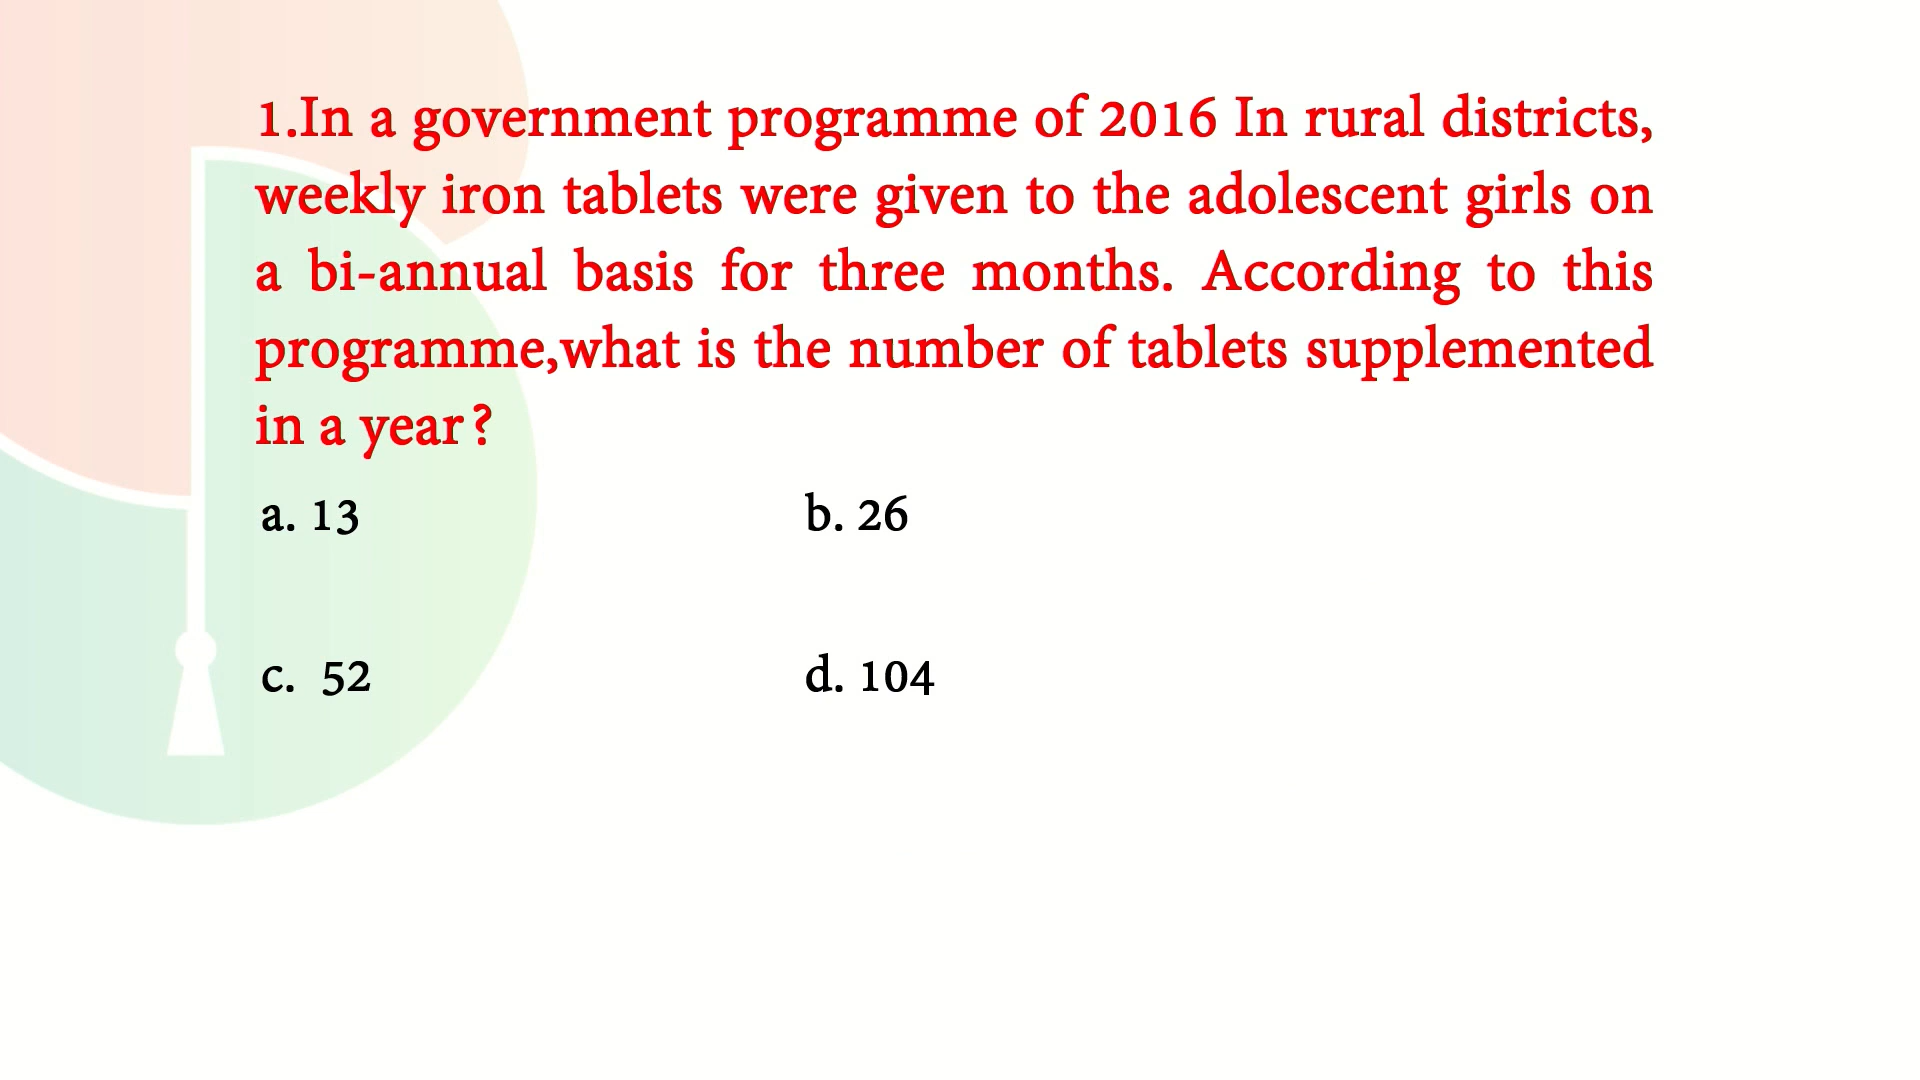 1.In a government programme of 2016 In rural districts,
weekly iron tablets were given to the adolescent girls on
a bi-annual basis for three months. According to this
programme,what is the number of tablets supplemented
in a year?
a. 13 b. 26
c. 52 d. 104